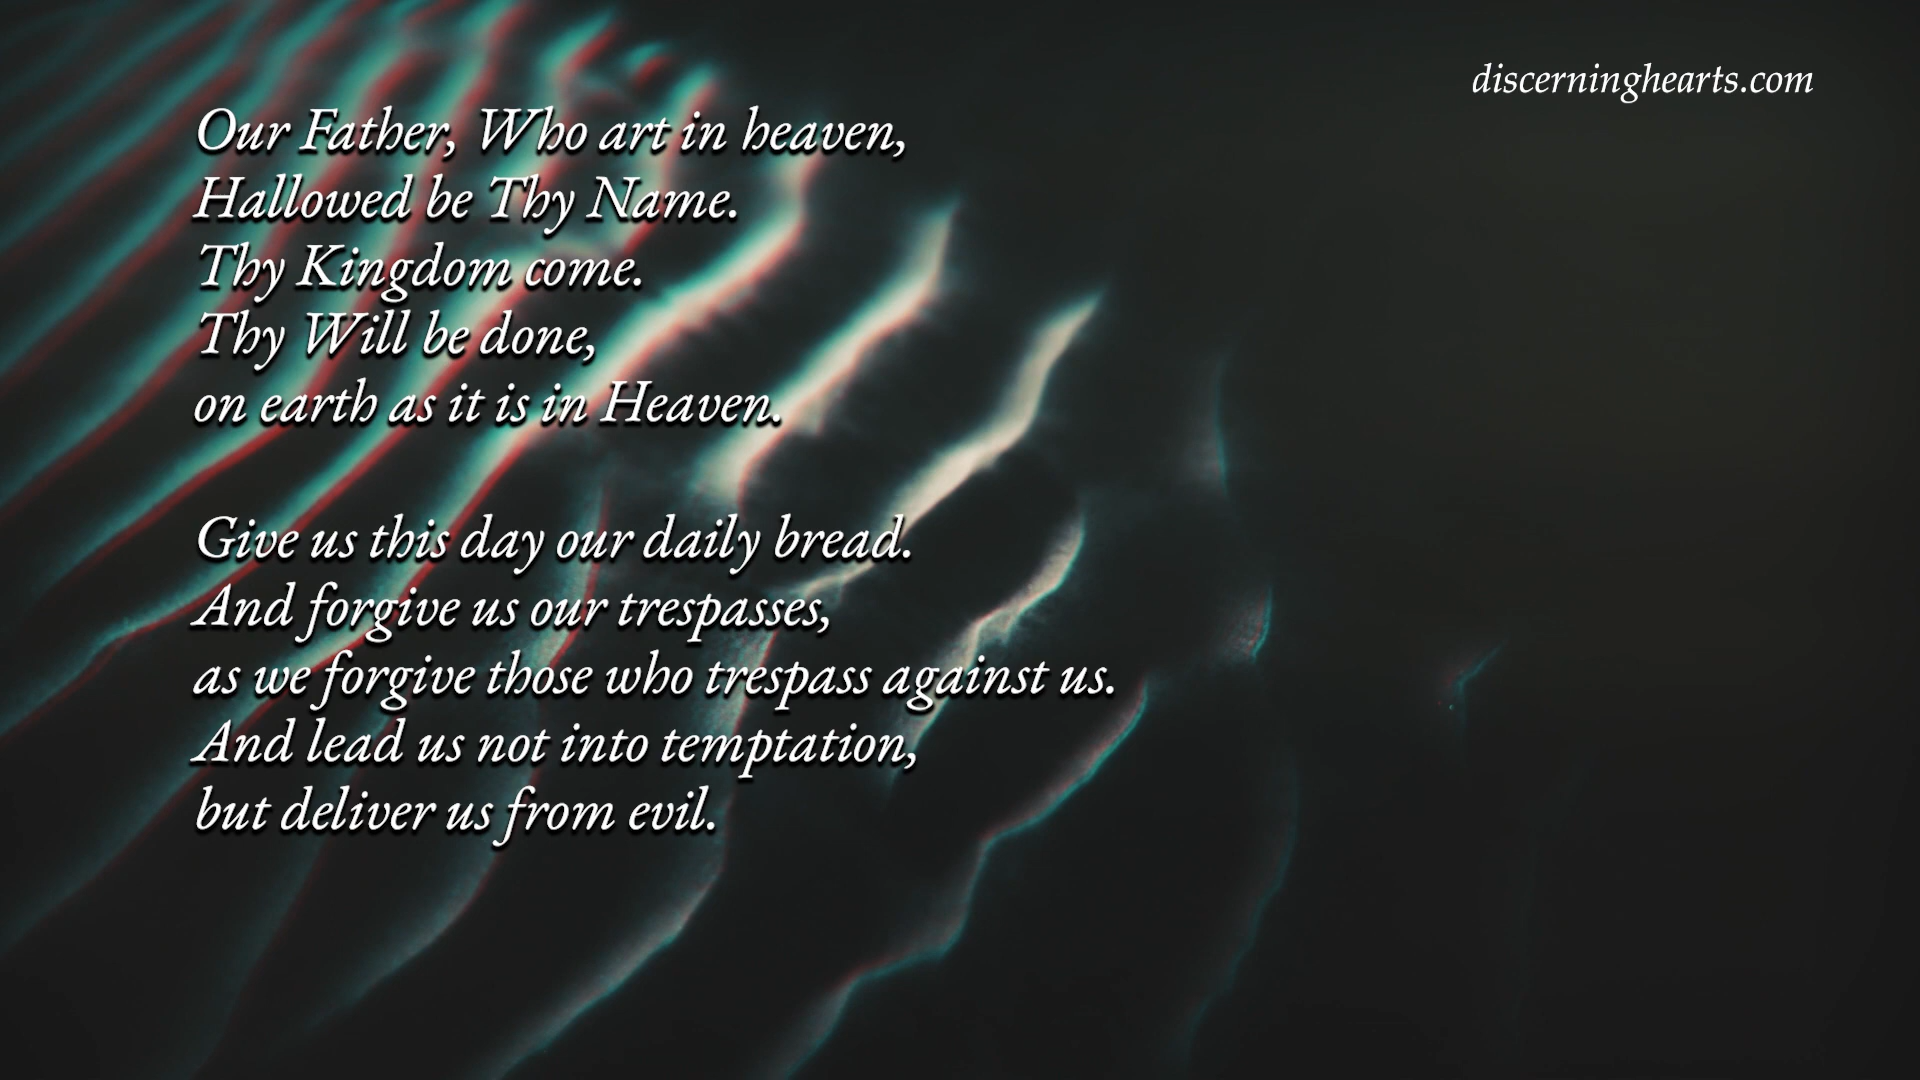 discerninghearts.com
Our Father, Who art in heaven,
Hallowed be Thy Name.
Thy Kingdom come.
Thy Will be done,
on earth as it is in Heaven.
Give us this day our daily bread.
And forgive us our trespasses,
as we forgive those who trespass against us.
And lead us not into temptation,
but deliver us from evil.